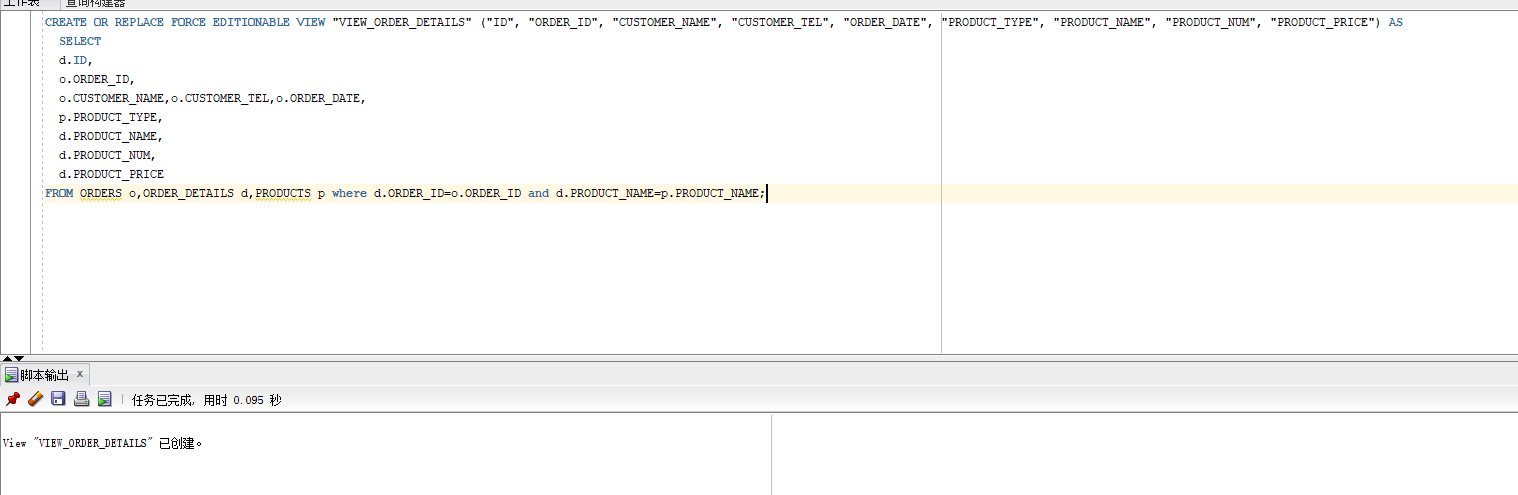 工作表 查询构建器
CREATE OR REPLACE FORCE EDITIONABLE VIEW "VIEW_ORDER_DETAILS" ("ID", "ORDER_ID", "CUSTOMER_NAME", "CUSTOMER_TEL", "ORDER_DATE", "PRODUCT_TYPE", "PRODUCT_NAME", "PRODUCT_NUM", "PRODUCT_PRICE") AS
SELECT
d.ID,
o.ORDER_ID,
o.CUSTOMER_NAME,o.CUSTOMER_TEL,o.ORDER_DATE,
p.PRODUCT_TYPE,
d.PRODUCT_NAME,
d.PRODUCT_NUM,
d.PRODUCT_PRICE
FROM ORDERS o,ORDER_DETAILS d,PRODUCTS p where d.ORDER_ID=o.ORDER_ID and d.PRODUCT_NAME=p.PRODUCT_NAME;
脚本输出 x
任务已完成, 用时 0.095 秒
View "VIEW_ORDER_DETAILS" 已创建。